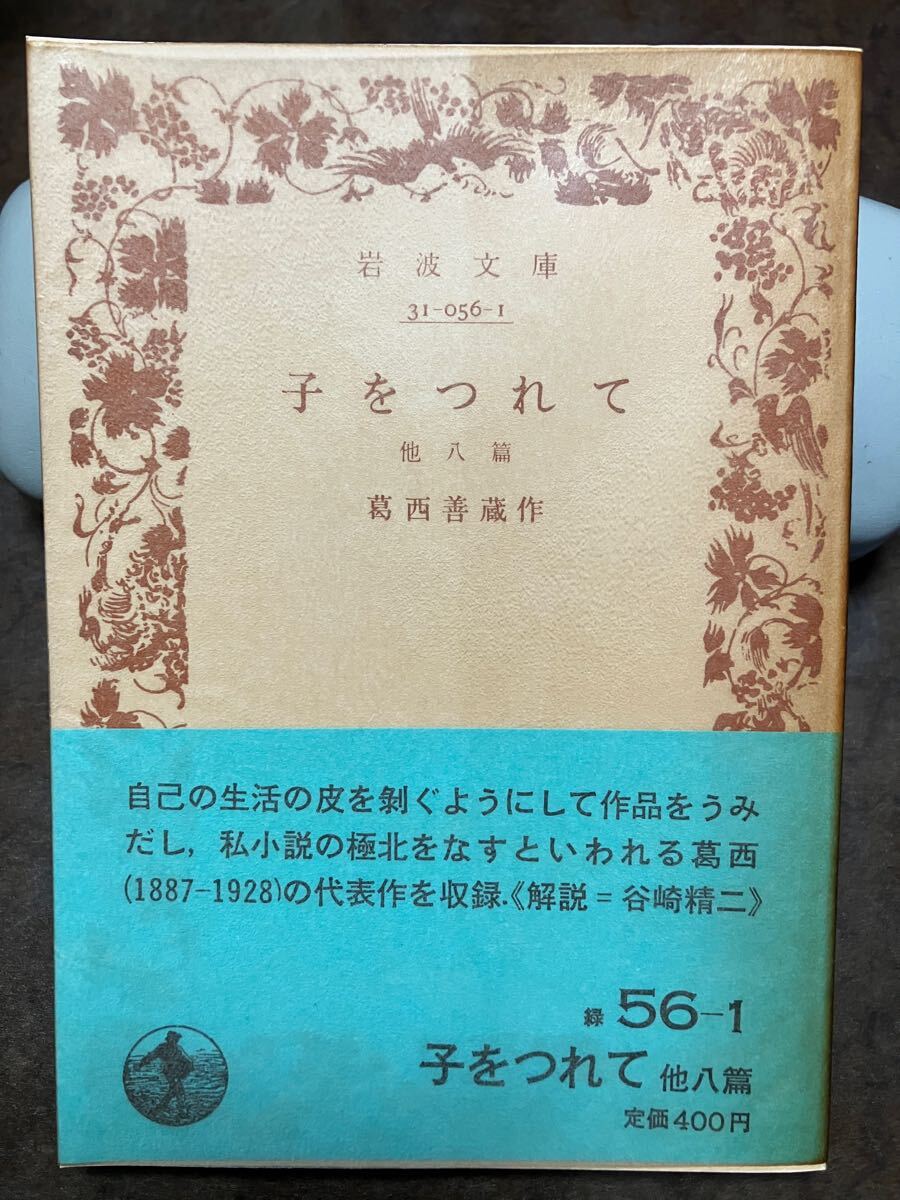 岩波文庫
31-056-1
子をつれて
他八篇
葛西善蔵作
自己の生活の皮を剝ぐようにして作品をうみ
だし，私小説の極北をなすといわれる葛西
(1887-1928)の代表作を収録.《解説=谷崎精二》
緑 56-1
子をつれて 他八篇
定価400円